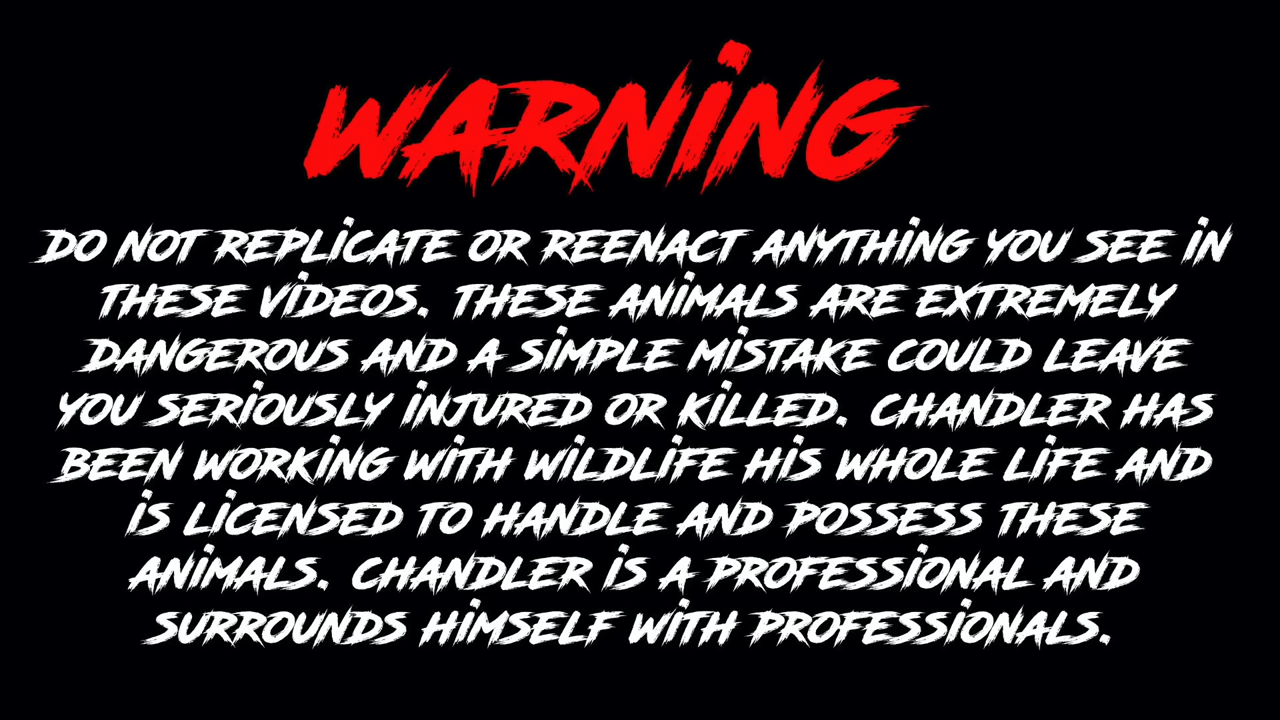 WARNING
DO NOT REPLICATE OR REENACT ANYTHING YOU SEE IN
THESE VIDEOS. THESE ANIMALS ARE EXTREMELY
DANGEROUS AND A SIMPLE MISTAKE COULD LEAVE
YOU SERIOUSLY INJURED OR KILLED. CHANDLER HAS
BEEN WORKING WITH WILDLIFE HIS WHOLE LIFE AND
IS LICENSED TO HANDLE AND POSSESS THESE
ANIMALS. CHANDLER IS A PROFESSIONAL AND
SURROUNDS HIMSELF WITH PROFESSIONALS.